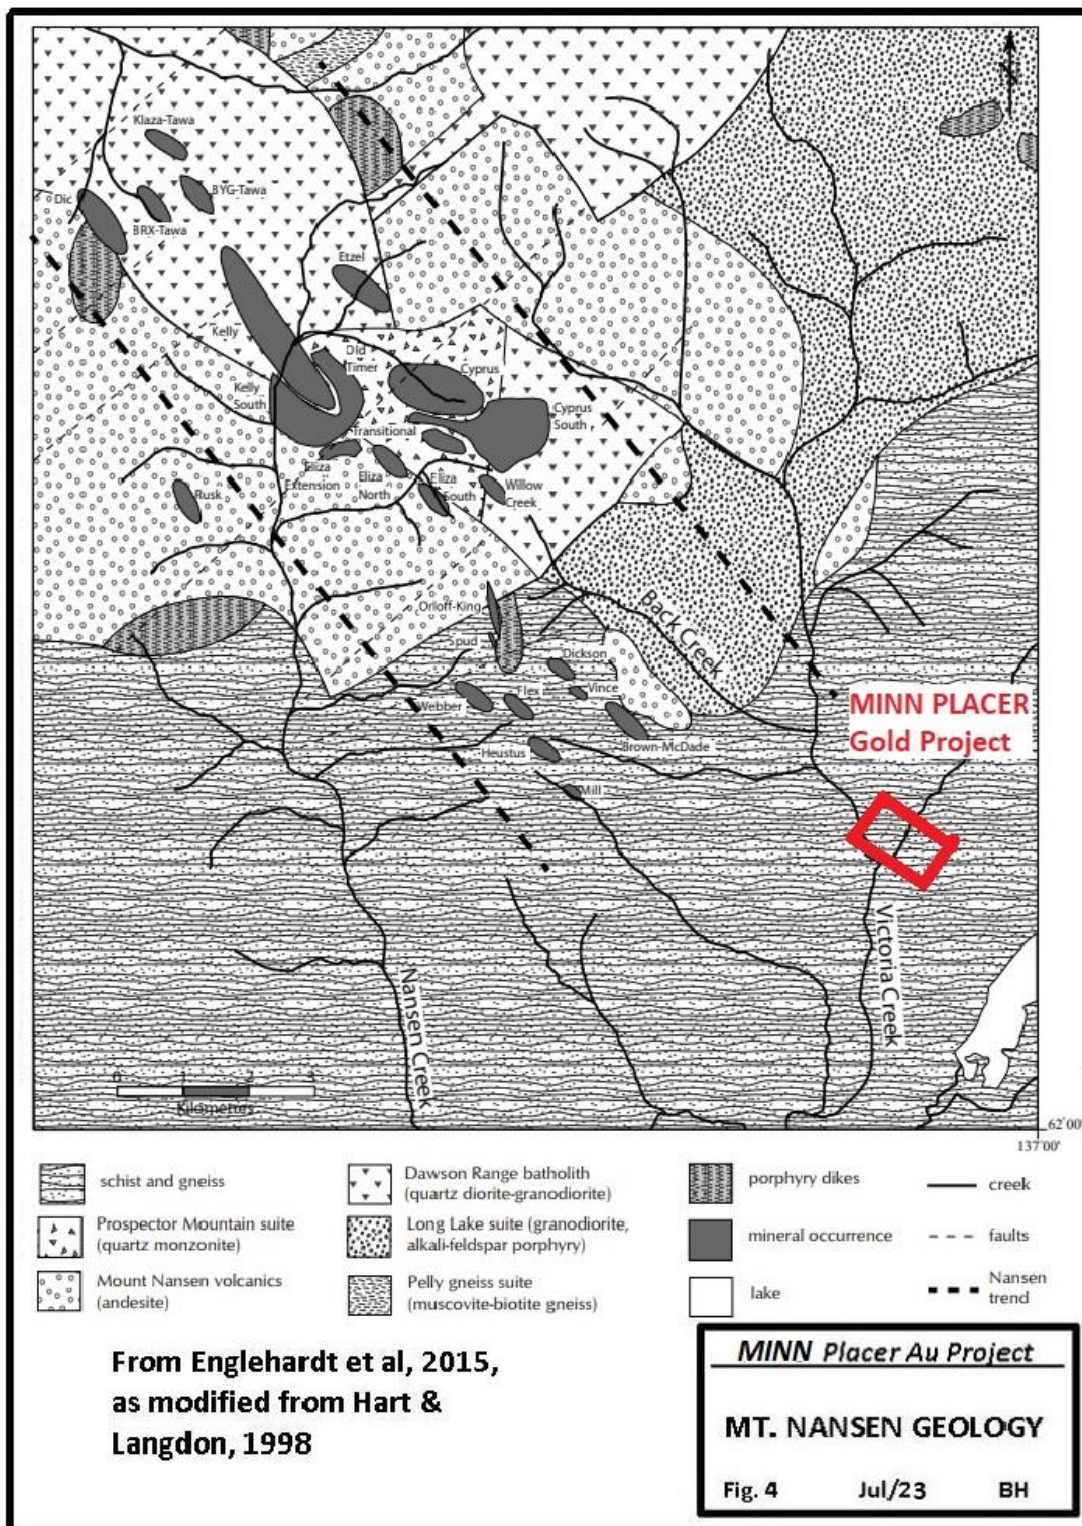 Klaza-Tawa
Dic
BYG-Tawa
BRX-Tawa
Etzel
Kelly
Old
Timer
Cyprus
Kelly
South
Cyprus
South
Transitional
Eliza
Extension
Eliza
North
Eliza
South
Willow
Creek
Rusk
Orloff-King
Spud
Back Creek
Dickson
Vince
Flex
Webber
Brown-McDade
Heustus
Mill
MINN PLACER
Gold Project
Victoria Creek
Nansen Creek
0 1 2 3
Kilometres
62°00'
137°00'
schist and gneiss
Prospector Mountain suite
(quartz monzonite)
Mount Nansen volcanics
(andesite)
Dawson Range batholith
(quartz diorite-granodiorite)
Long Lake suite (granodiorite,
alkali-feldspar porphyry)
Pelly gneiss suite
(muscovite-biotite gneiss)
porphyry dikes
mineral occurrence
lake
creek
faults
Nansen
trend
From Englehardt et al, 2015,
as modified from Hart &
Langdon, 1998
MINN Placer Au Project
MT. NANSEN GEOLOGY
Fig. 4 Jul/23 BH